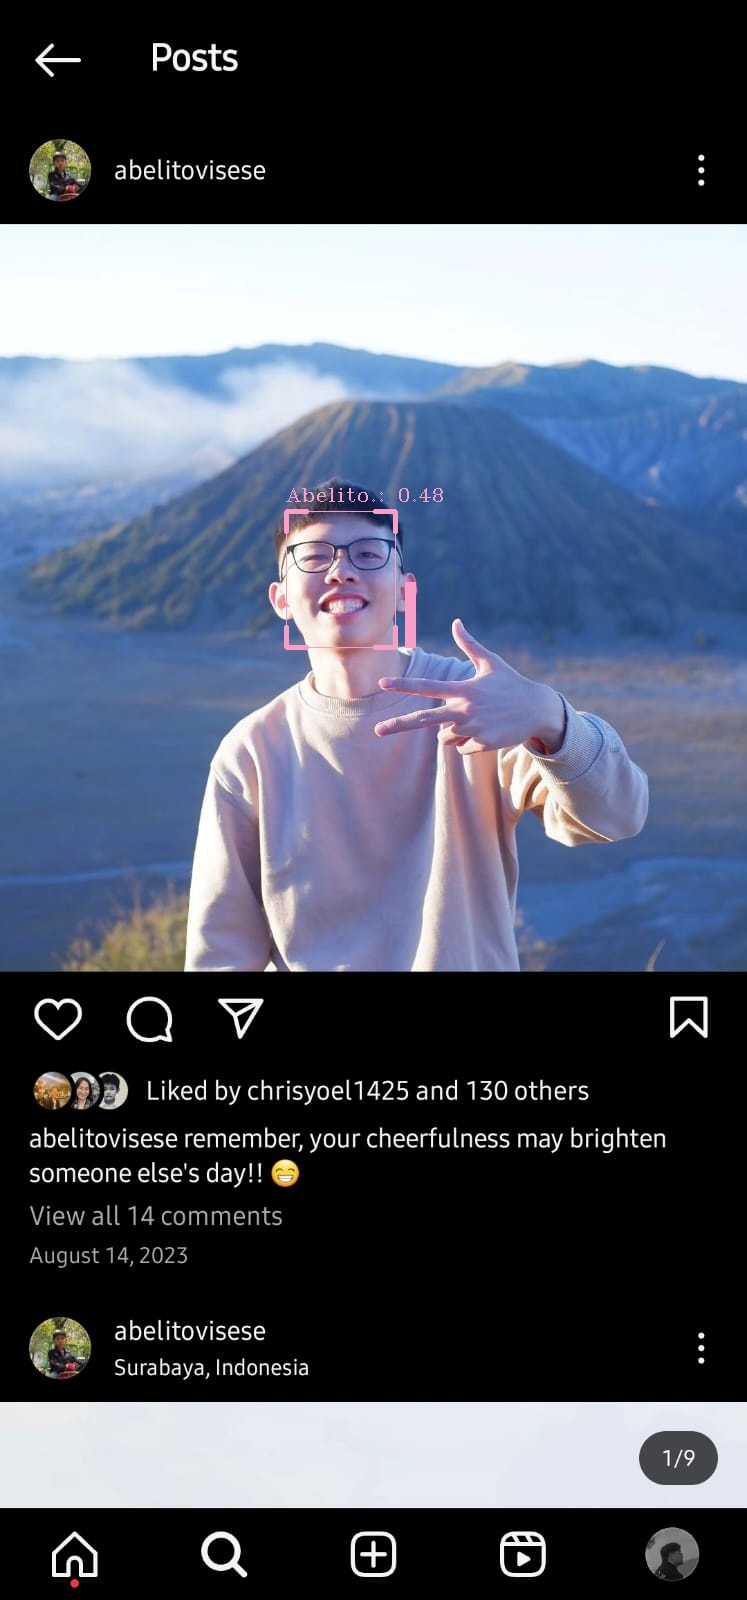 Posts
abelitovisese
Abelito.: 0.48
Liked by chrisyoel1425 and 130 others
abelitovisese remember, your cheerfulness may brighten
someone else's day!! 😁
View all 14 comments
August 14, 2023
abelitovisese
Surabaya, Indonesia
1/9